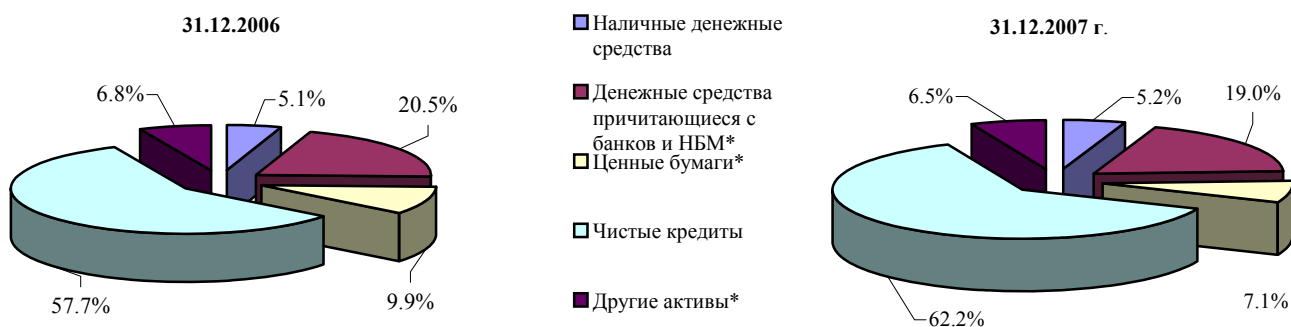 31.12.2006
6.8%
5.1%
20.5%
57.7%
9.9%
Наличные денежные
средства
Денежные средства
причитающиеся с
банков и НБМ*
Ценные бумаги*
Чистые кредиты
Другие активы*
31.12.2007 г.
6.5%
5.2%
19.0%
62.2%
7.1%